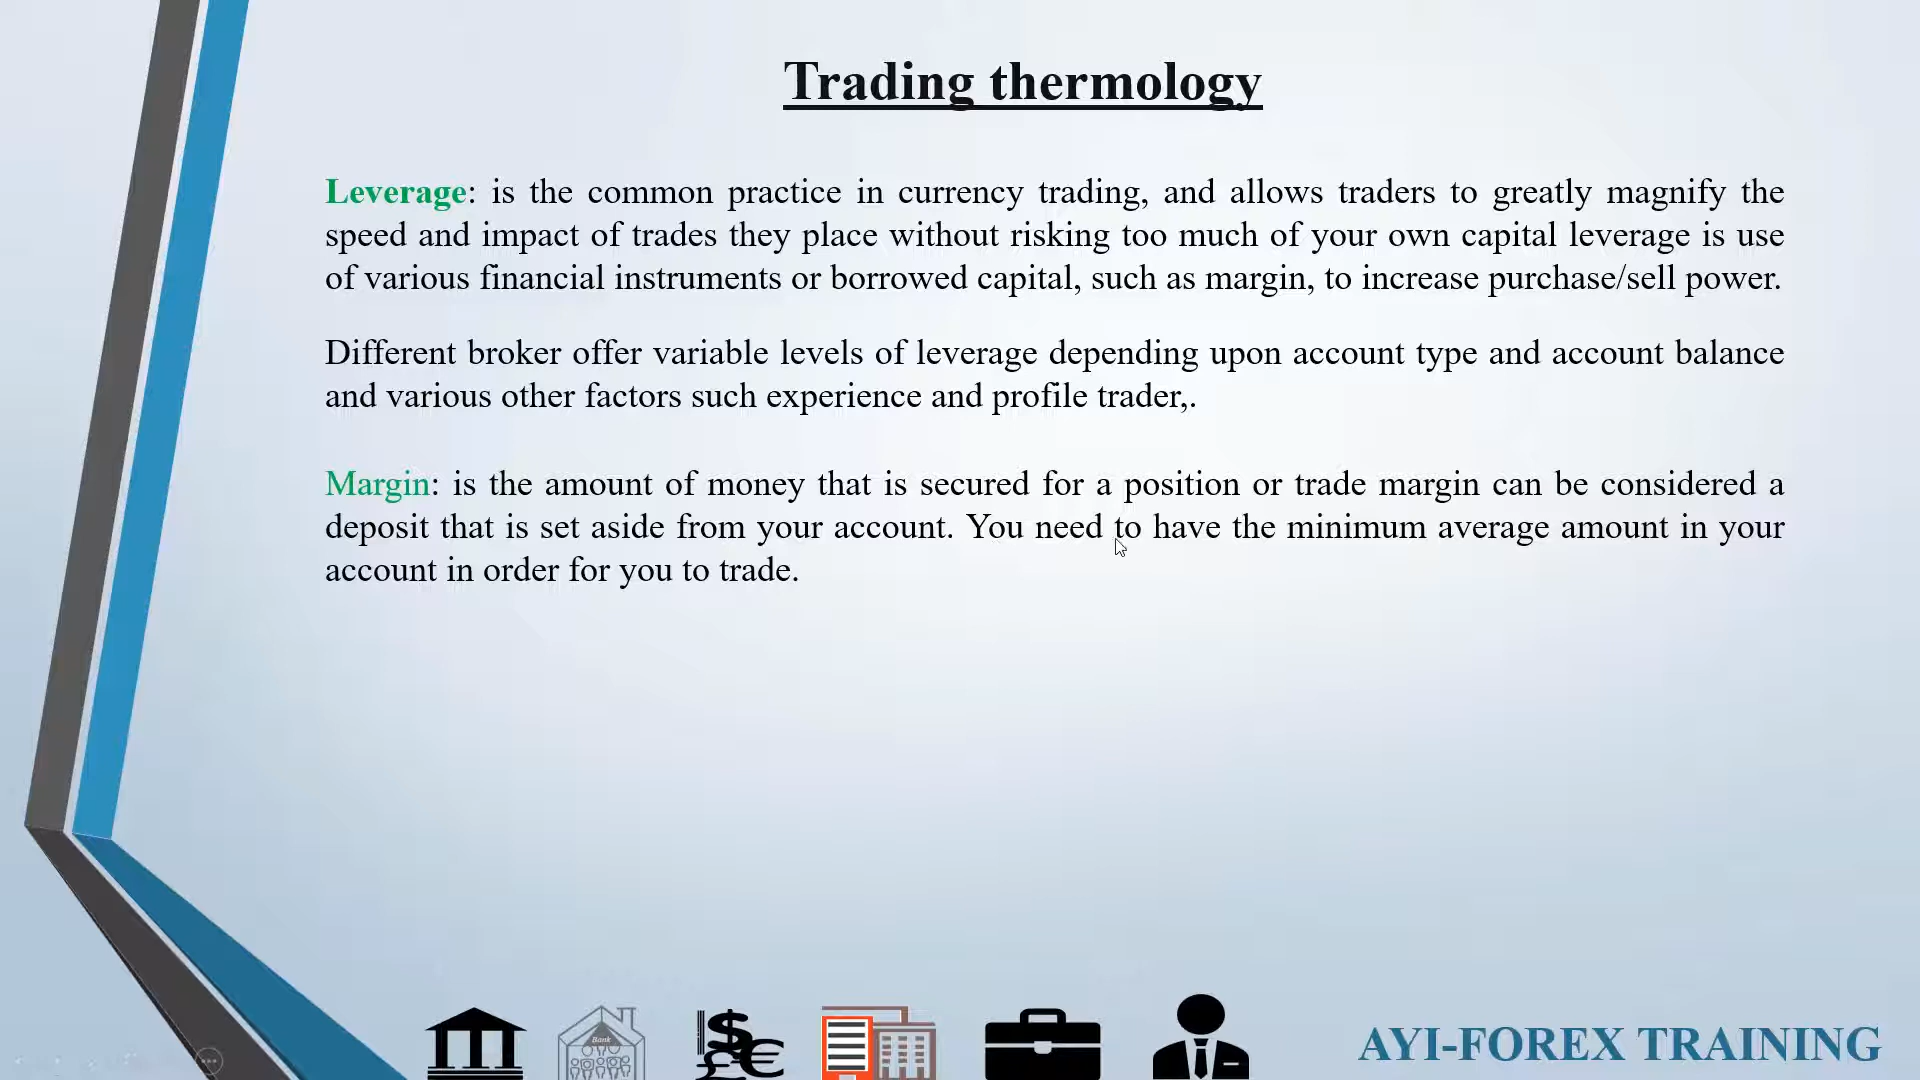 Trading thermology
Leverage: is the common practice in currency trading, and allows traders to greatly magnify the
speed and impact of trades they place without risking too much of your own capital leverage is use
of various financial instruments or borrowed capital, such as margin, to increase purchase/sell power.
Different broker offer variable levels of leverage depending upon account type and account balance
and various other factors such experience and profile trader,.
Margin: is the amount of money that is secured for a position or trade margin can be considered a
deposit that is set aside from your account. You need to have the minimum average amount in your
account in order for you to trade.
Bank
$
£€
AYI-FOREX TRAINING